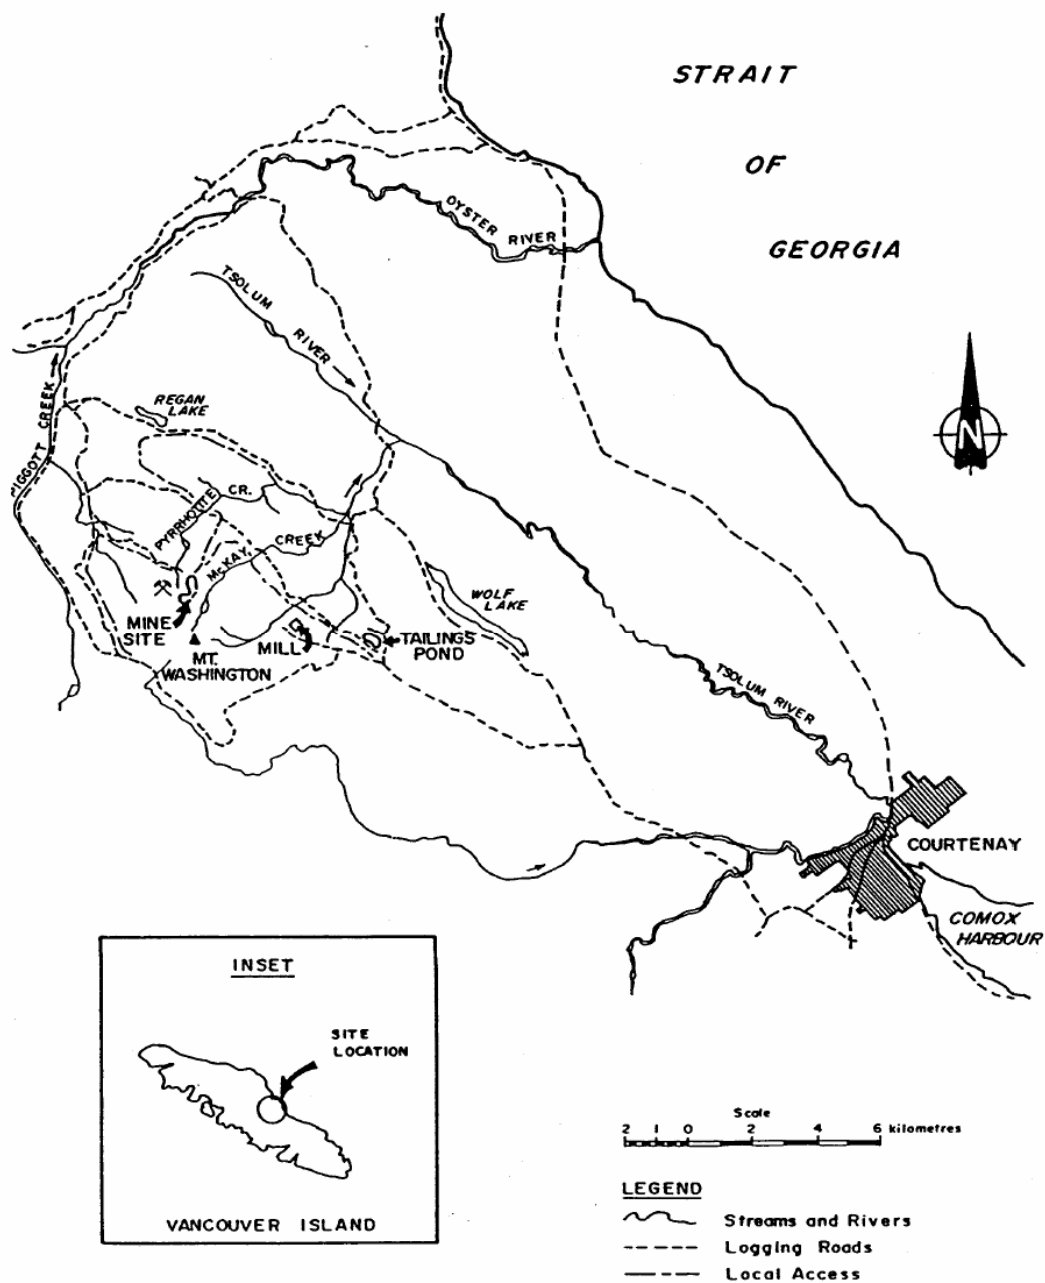 STRAIT
OF
GEORGIA
OYSTER RIVER
TSOLUM RIVER
PIGGOTT CREEK
REGAN
LAKE
PYRRHOTITE CR.
McKAY CREEK
WOLF
LAKE
MINE
SITE
MT.
WASHINGTON
MILL
TAILINGS
POND
TSOLUM RIVER
N
COURTENAY
COMOX
HARBOUR
INSET
SITE
LOCATION
VANCOUVER ISLAND
Scale
2 1 0 2 4 6 kilometres
LEGEND
Streams and Rivers
Logging Roads
Local Access